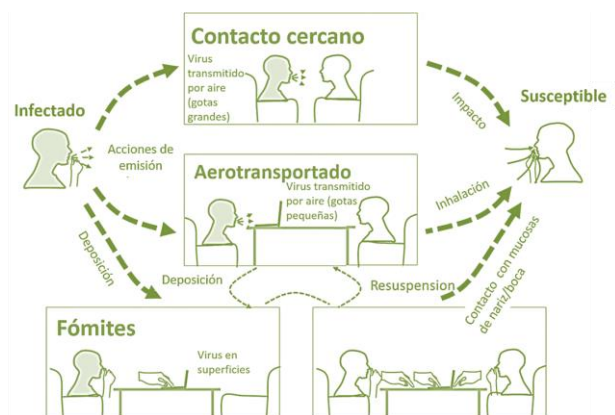 Contacto cercano
Virus
transmitido
por aire
(gotas
grandes)
Infectado
Susceptible
Impacto
Acciones de
emisión
Aerotransportado
Virus transmitido
por aire (gotas
pequeñas)
Inhalación
Deposición
Deposición
Resuspension
Contacto con mucosas
de nariz/boca
Fómites
Virus en
superficies